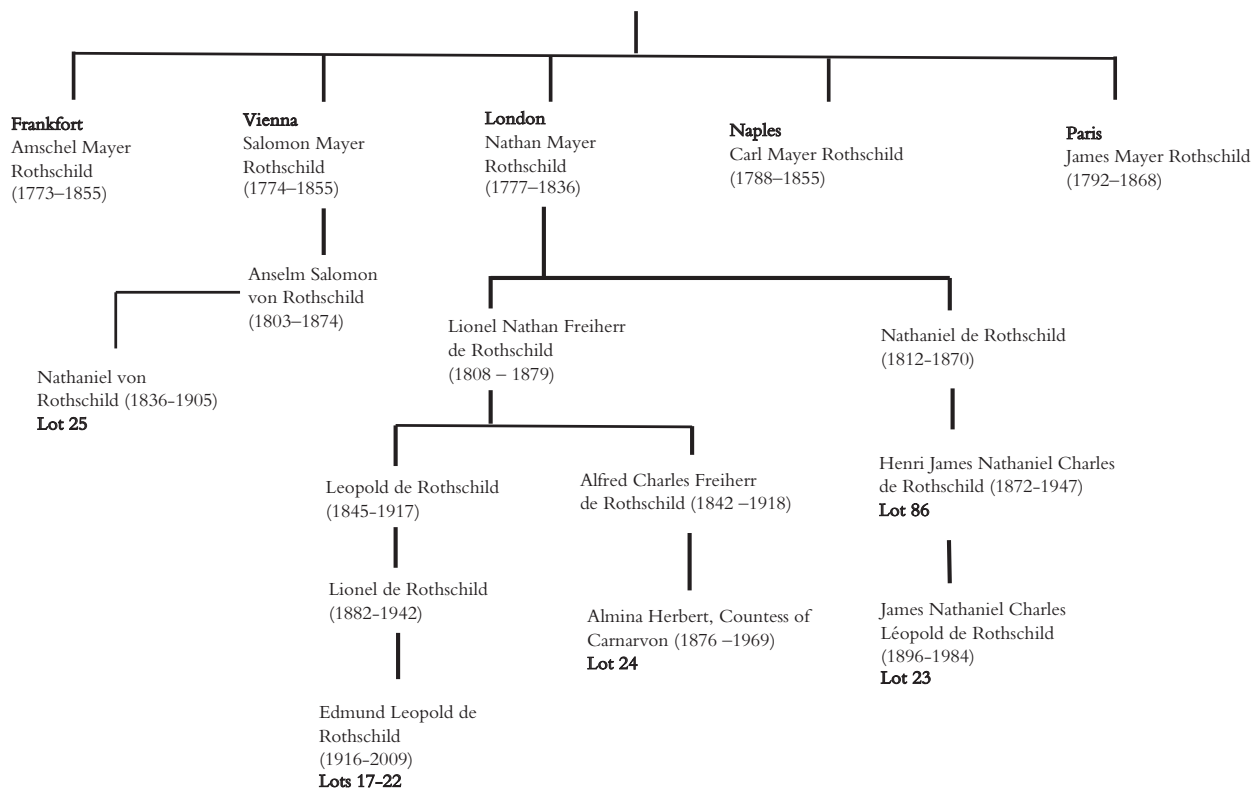 Frankfort
Amschel Mayer
Rothschild
(1773–1855)
Vienna
Salomon Mayer
Rothschild
(1774–1855)
London
Nathan Mayer
Rothschild
(1777–1836)
Naples
Carl Mayer Rothschild
(1788–1855)
Paris
James Mayer Rothschild
(1792–1868)
Anselm Salomon
von Rothschild
(1803–1874)
Nathaniel von
Rothschild (1836-1905)
Lot 25
Lionel Nathan Freiherr
de Rothschild
(1808 – 1879)
Nathaniel de Rothschild
(1812-1870)
Leopold de Rothschild
(1845-1917)
Alfred Charles Freiherr
de Rothschild (1842 –1918)
Henri James Nathaniel Charles
de Rothschild (1872-1947)
Lot 86
Lionel de Rothschild
(1882-1942)
Almina Herbert, Countess of
Carnarvon (1876 –1969)
Lot 24
James Nathaniel Charles
Léopold de Rothschild
(1896-1984)
Lot 23
Edmund Leopold de
Rothschild
(1916-2009)
Lots 17-22